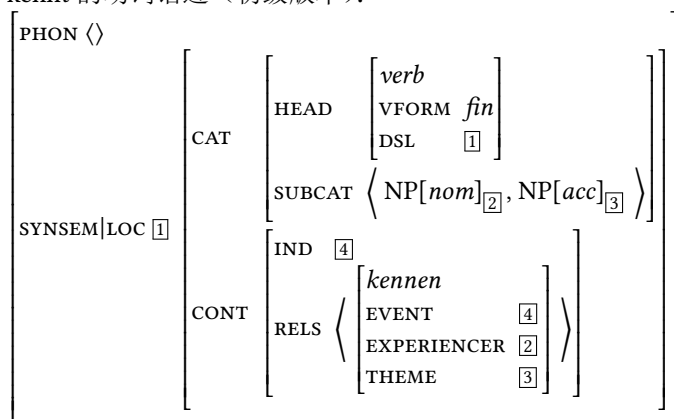 kennt 的动词语迹（初级版本）:
PHON ⟨⟩
SYNSEM|LOC 1
CAT
HEAD
verb
VFORM fin
DSL 1
SUBCAT ⟨ NP[nom]2, NP[acc]3 ⟩
CONT
IND 4
RELS ⟨
kennen
EVENT 4
EXPERIENCER 2
THEME 3
⟩